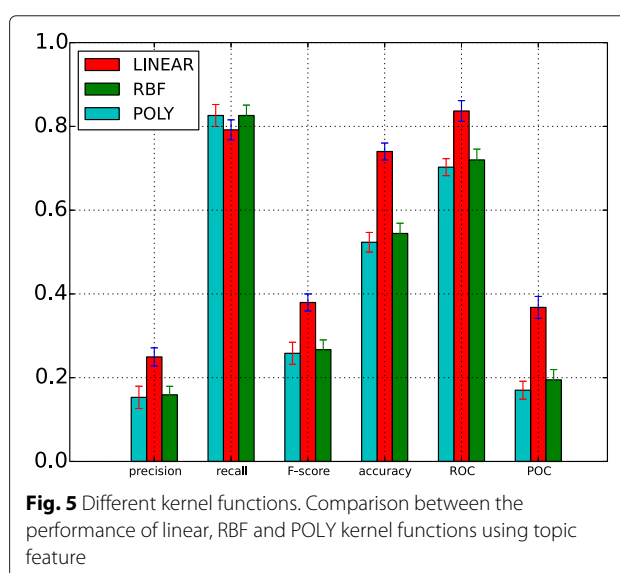 1.0
0.8
0.6
0.4
0.2
0.0
LINEAR
RBF
POLY
precision recall F-score accuracy ROC POC
Fig. 5 Different kernel functions. Comparison between the
performance of linear, RBF and POLY kernel functions using topic
feature